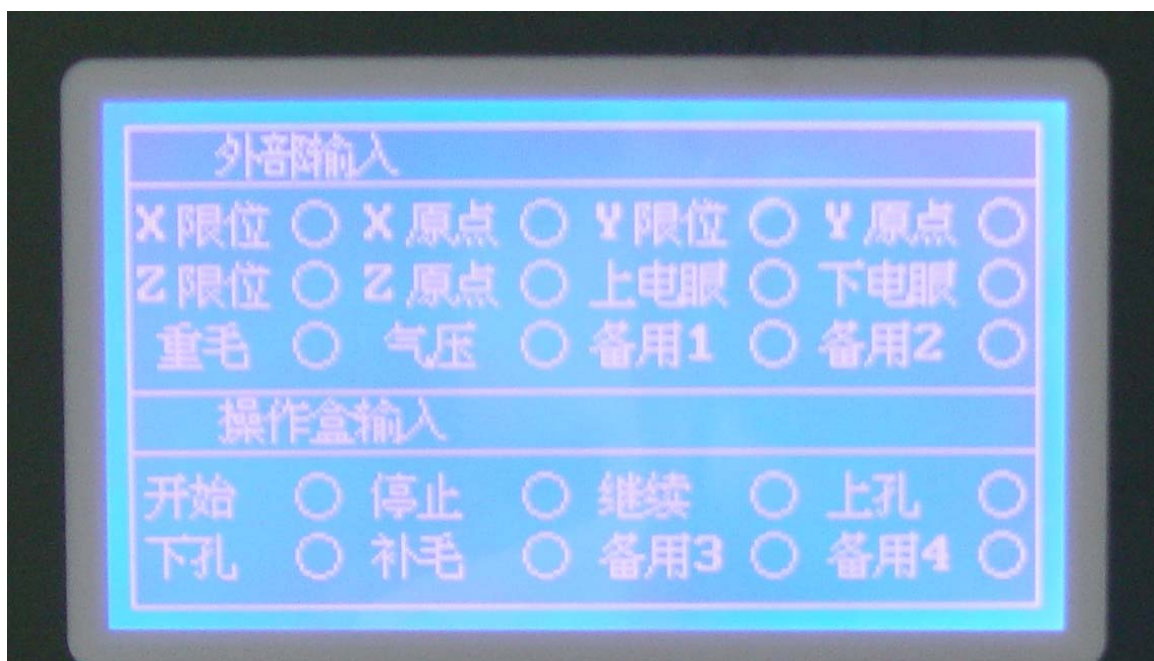 外部输入
X限位 ○ X原点 ○ Y限位 ○ Y原点 ○
Z限位 ○ Z原点 ○ 上电眼 ○ 下电眼 ○
重毛 ○ 气压 ○ 备用1 ○ 备用2 ○
操作盒输入
开始 ○ 停止 ○ 继续 ○ 上孔 ○
下孔 ○ 补毛 ○ 备用3 ○ 备用4 ○